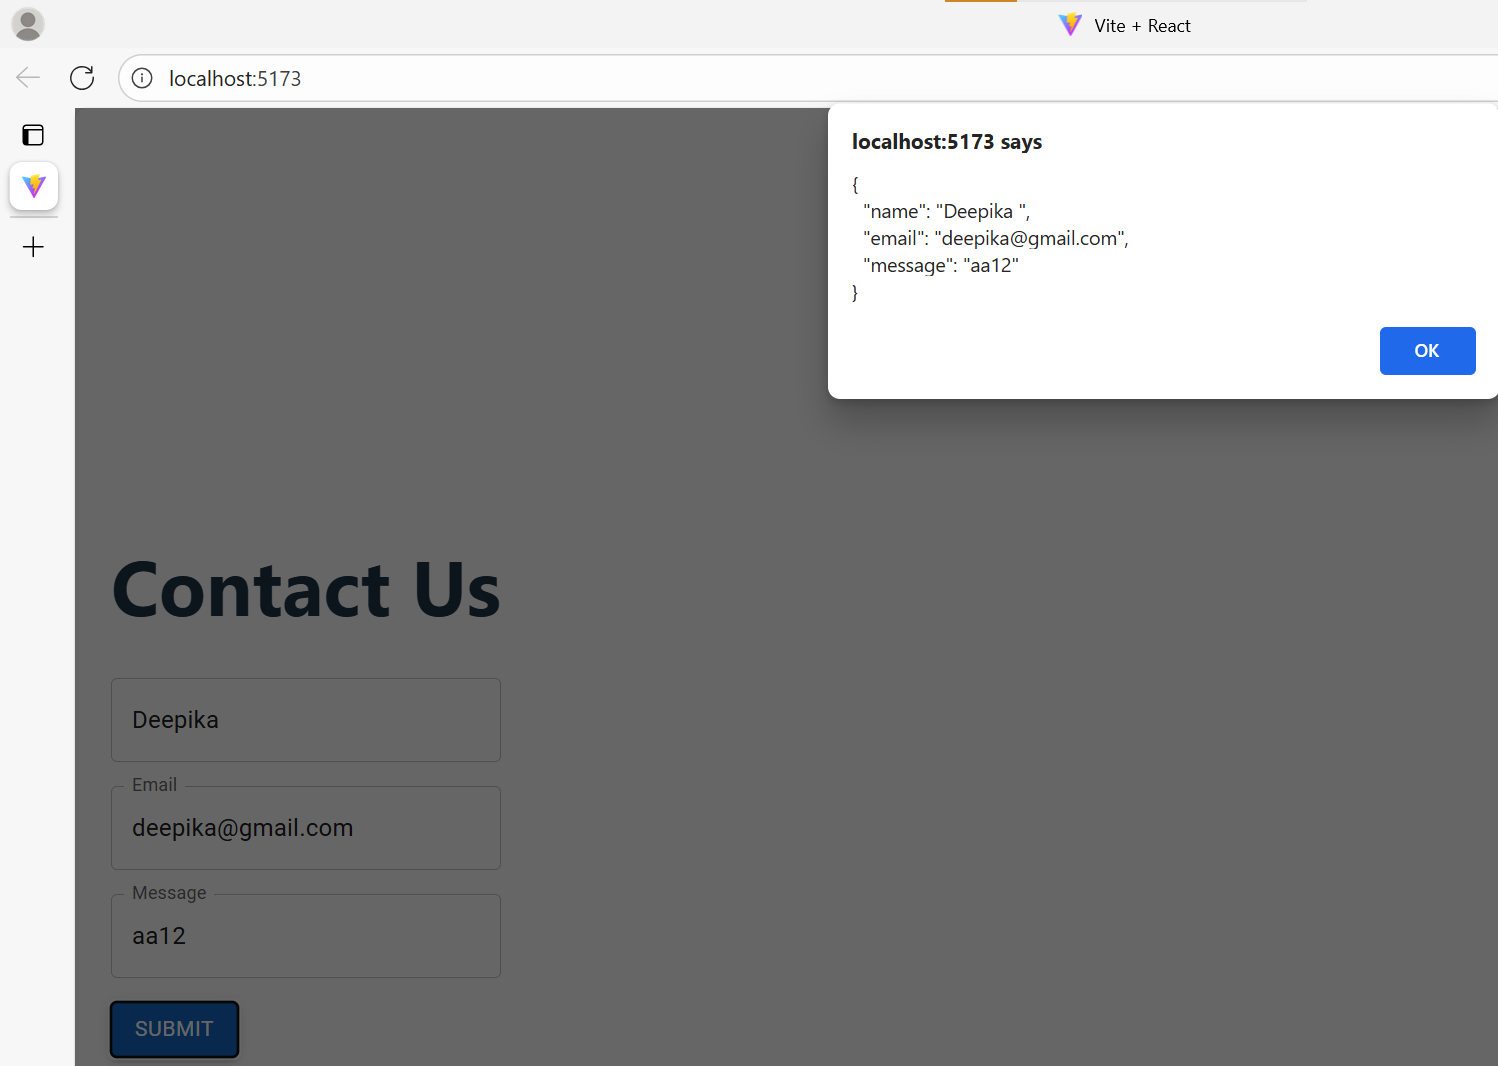 Vite + React
localhost:5173
localhost:5173 says
{
"name": "Deepika ",
"email": "deepika@gmail.com",
"message": "aa12"
}
OK
Contact Us
Deepika
Email
deepika@gmail.com
Message
aa12
SUBMIT